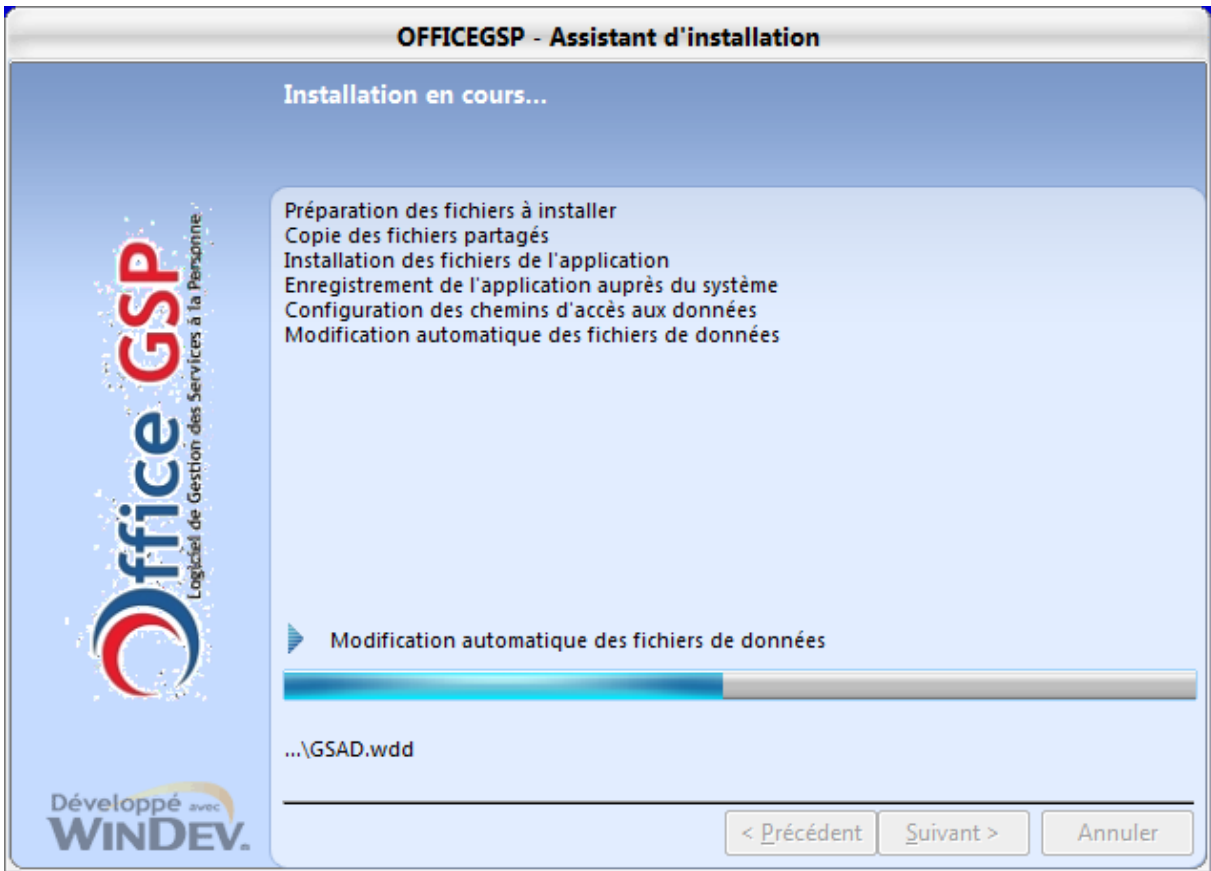 OFFICEGSP - Assistant d'installation
Installation en cours...
Préparation des fichiers à installer
Copie des fichiers partagés
Installation des fichiers de l'application
Enregistrement de l'application auprès du système
Configuration des chemins d'accès aux données
Modification automatique des fichiers de données
Office GSP
Logiciel de Gestion des Services à la Personne
Modification automatique des fichiers de données
...\GSAD.wdd
Développé avec
WINDEV.
< Précédent
Suivant >
Annuler